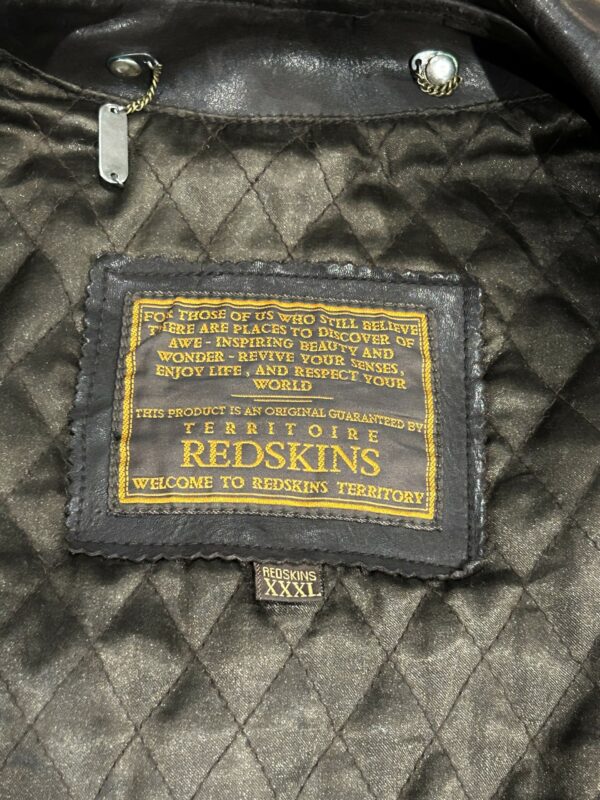 FOR THOSE OF US WHO STILL BELIEVE
THERE ARE PLACES TO DISCOVER OF
AWE - INSPIRING BEAUTY AND
WONDER - REVIVE YOUR SENSES,
ENJOY LIFE , AND RESPECT YOUR
WORLD
THIS PRODUCT IS AN ORIGINAL GUARANTEED BY:
TERRITOIRE
REDSKINS
WELCOME TO REDSKINS TERRITORY
REDSKINS
XXXL